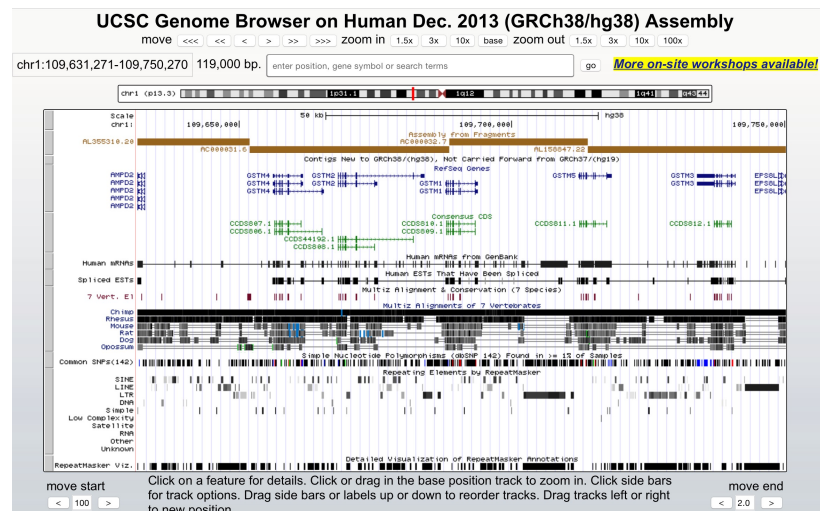 UCSC Genome Browser on Human Dec. 2013 (GRCh38/hg38) Assembly
move <<< << < > >> >>> zoom in 1.5x 3x 10x base zoom out 1.5x 3x 10x 100x
chr1:109,631,271-109,750,270 119,000 bp. enter position, gene symbol or search terms go More on-site workshops available!
chr1 (p13.3) 1p31.1 1q12 1q41 1q43 44
Scale 50 kb hg38
chr1: 109,650,000 109,700,000 109,750,000
Assembly from Fragments
AL355310.20 AC000032.7
AC000031.6 AL158847.22
Contigs New to GRCh38/(hg38), Not Carried Forward from GRCh37/(hg19)
RefSeq Genes
AMPD2 GSTM4 GSTM2 GSTM5 GSTM3 EPS8L
AMPD2 GSTM4 GSTM2 GSTM1 GSTM3 EPS8L
AMPD2 GSTM1 EPS8L
AMPD2
AMPD2
Consensus CDS
CCDS807.1 CCDS810.1 CCDS811.1 CCDS812.1
CCDS806.1 CCDS809.1
CCDS44192.1
CCDS808.1
Human mRNAs from GenBank
Human mRNAs
Human ESTs That Have Been Spliced
Spliced ESTs
Multiz Alignment & Conservation (7 Species)
7 Vert. El
Multiz Alignments of 7 Vertebrates
Chimp
Rhesus
Mouse
Rat
Dog
Opossum
Simple Nucleotide Polymorphisms (dbSNP 142) Found in >= 1% of Samples
Common SNPs(142)
Repeating Elements by RepeatMasker
SINE
LINE
LTR
DNA
Simple
Low Complexity
Satellite
RNA
Other
Unknown
Detailed Visualization of RepeatMasker Annotations
RepeatMasker Viz.
move start Click on a feature for details. Click or drag in the base position track to zoom in. Click side bars move end
< 100 > for track options. Drag side bars or labels up or down to reorder tracks. Drag tracks left or right < 2.0 >
to new position